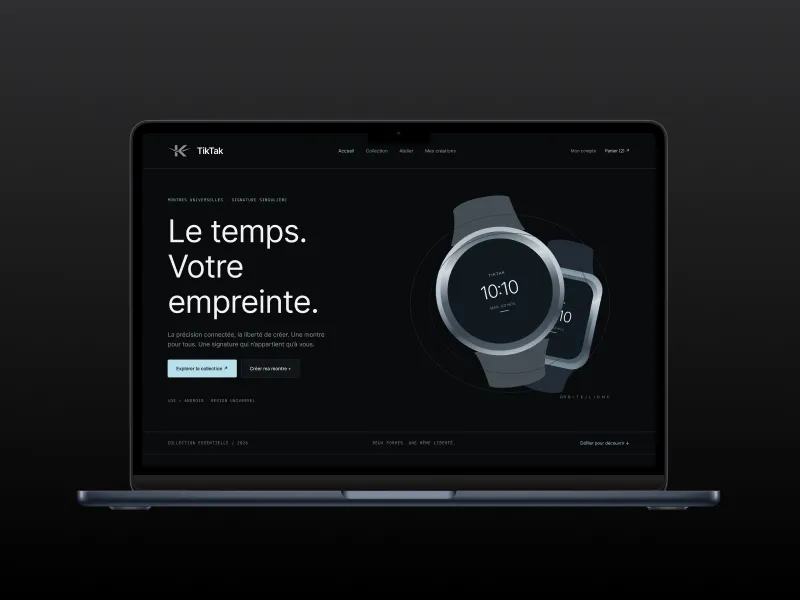 TikTak
Accueil Collection Atelier Mes créations
Mon compte Panier (2) ↗
MONTRES UNIVERSELLES SIGNATURE SINGULIÈRE
Le temps.
Votre
empreinte.
La précision connectée, la liberté de créer. Une montre
pour tous. Une signature qui n'appartient qu'à vous.
Explorer la collection ↗
Créer ma montre +
DESIGN UNIVERSEL
TIKTAK
10:10
10
COLLECTION ESSENTIELLE / 2026
DEUX FORMES. UNE MÊME LIBERTÉ.
Défiler pour découvrir ↓